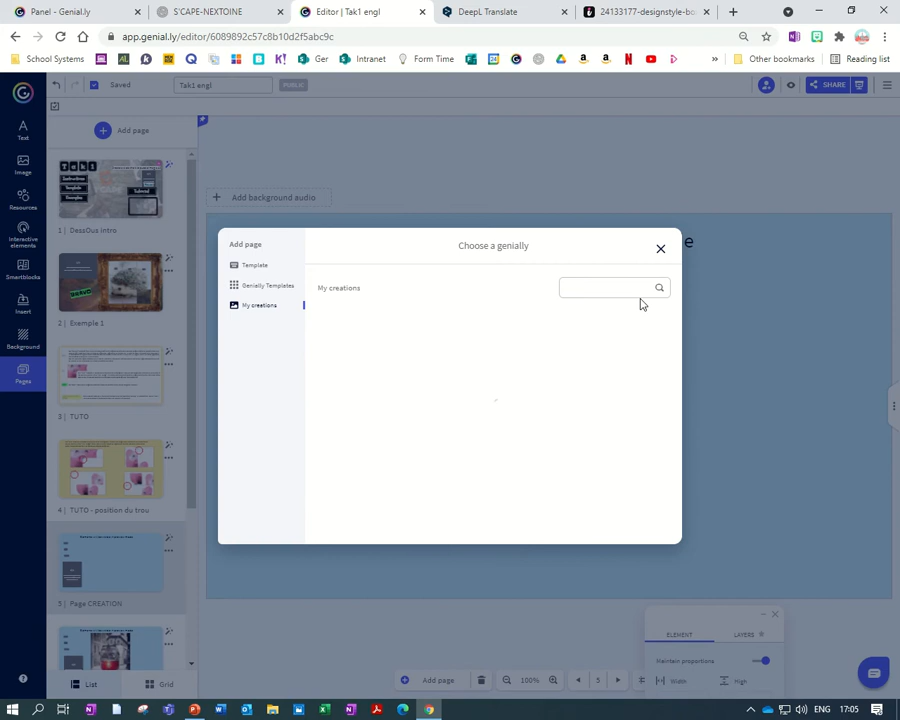 Panel - Genial.ly
S'CAPE-NEXTOINE
Editor | Tak1 engl
DeepL Translate
24133177-designstyle-bo
app.genial.ly/editor/6089892c57c8b10d2f5abc9c
School Systems
Ger
Intranet
Form Time
Other bookmarks
Reading list
Saved
Tak1 engl
PUBLIC
SHARE
Add page
Text
Image
Resources
Interactive
elements
Smartblocks
Insert
Background
Pages
Add background audio
1 | DessOus Intro
2 | Exemple 1
3 | TUTO
4 | TUTO - position du trou
5 | Page CREATION
List
Grid
Add page
Template
Genially Templates
My creations
Choose a genially
My creations
e
Add page
100%
5
ELEMENT
LAYERS
Maintain proportions
Width
High
ENG
17:05